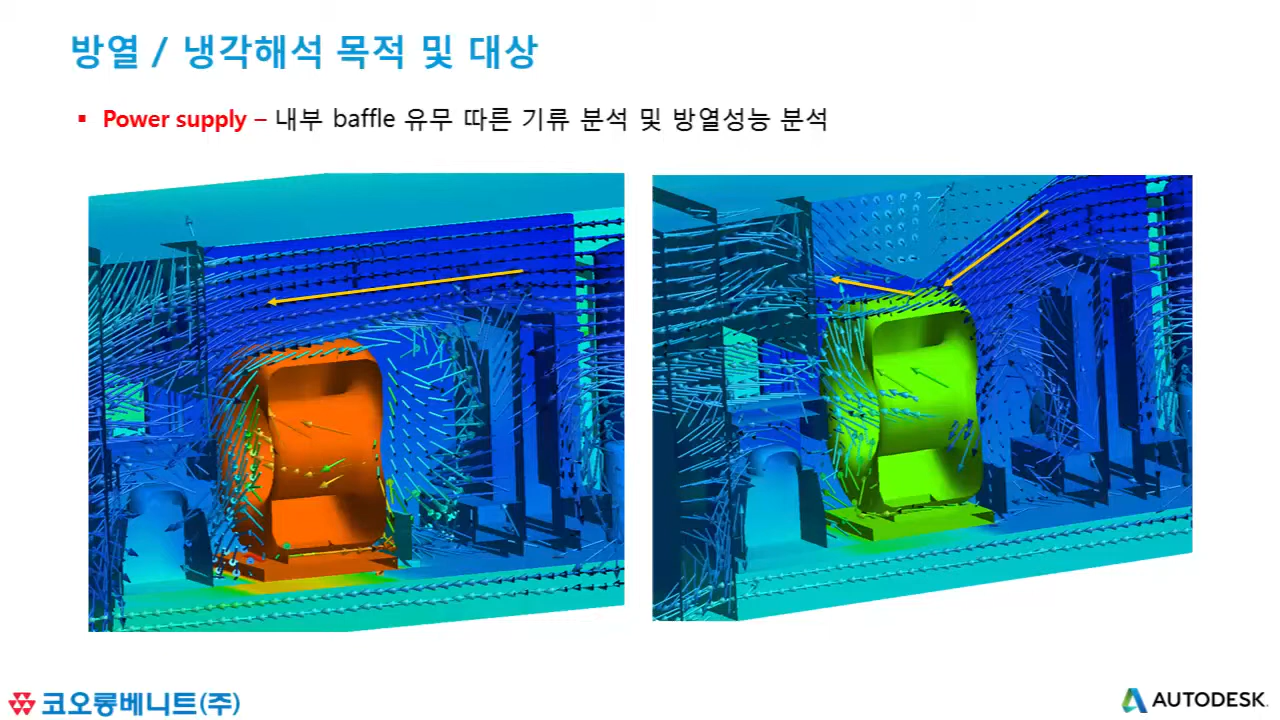 방열 / 냉각해석 목적 및 대상
▪ Power supply – 내부 baffle 유무 따른 기류 분석 및 방열성능 분석
코오롱베니트(주)
AUTODESK.